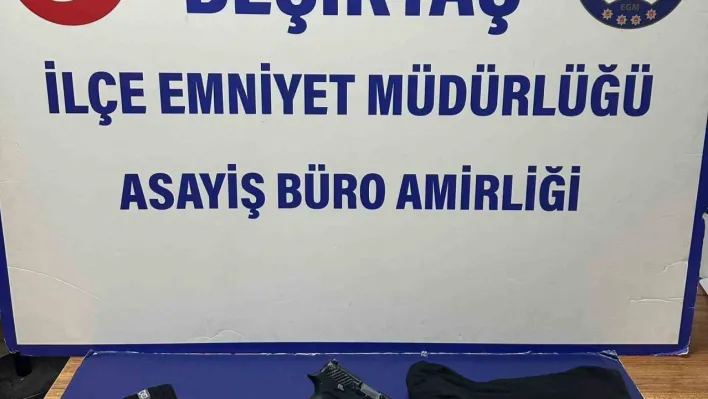 BEŞİKTAŞ
EGM
İLÇE EMNİYET MÜDÜRLÜĞÜ
ASAYİŞ BÜRO AMİRLİĞİ